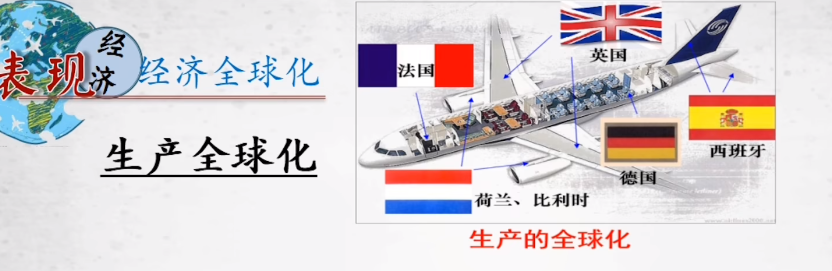 表现
经济
经济全球化
生产全球化
法国
英国
西班牙
德国
荷兰、比利时
生产的全球化